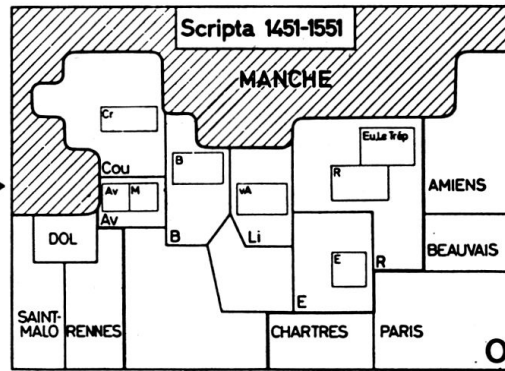 Scripta 1451-1551
MANCHE
Cr
Eu,Le Trép
B
R
Cou
Av M
vA
AMIENS
Av
DOL
B
Li
É
R
BEAUVAIS
E
SAINT-
MALO
RENNES
CHARTRES
PARIS
O